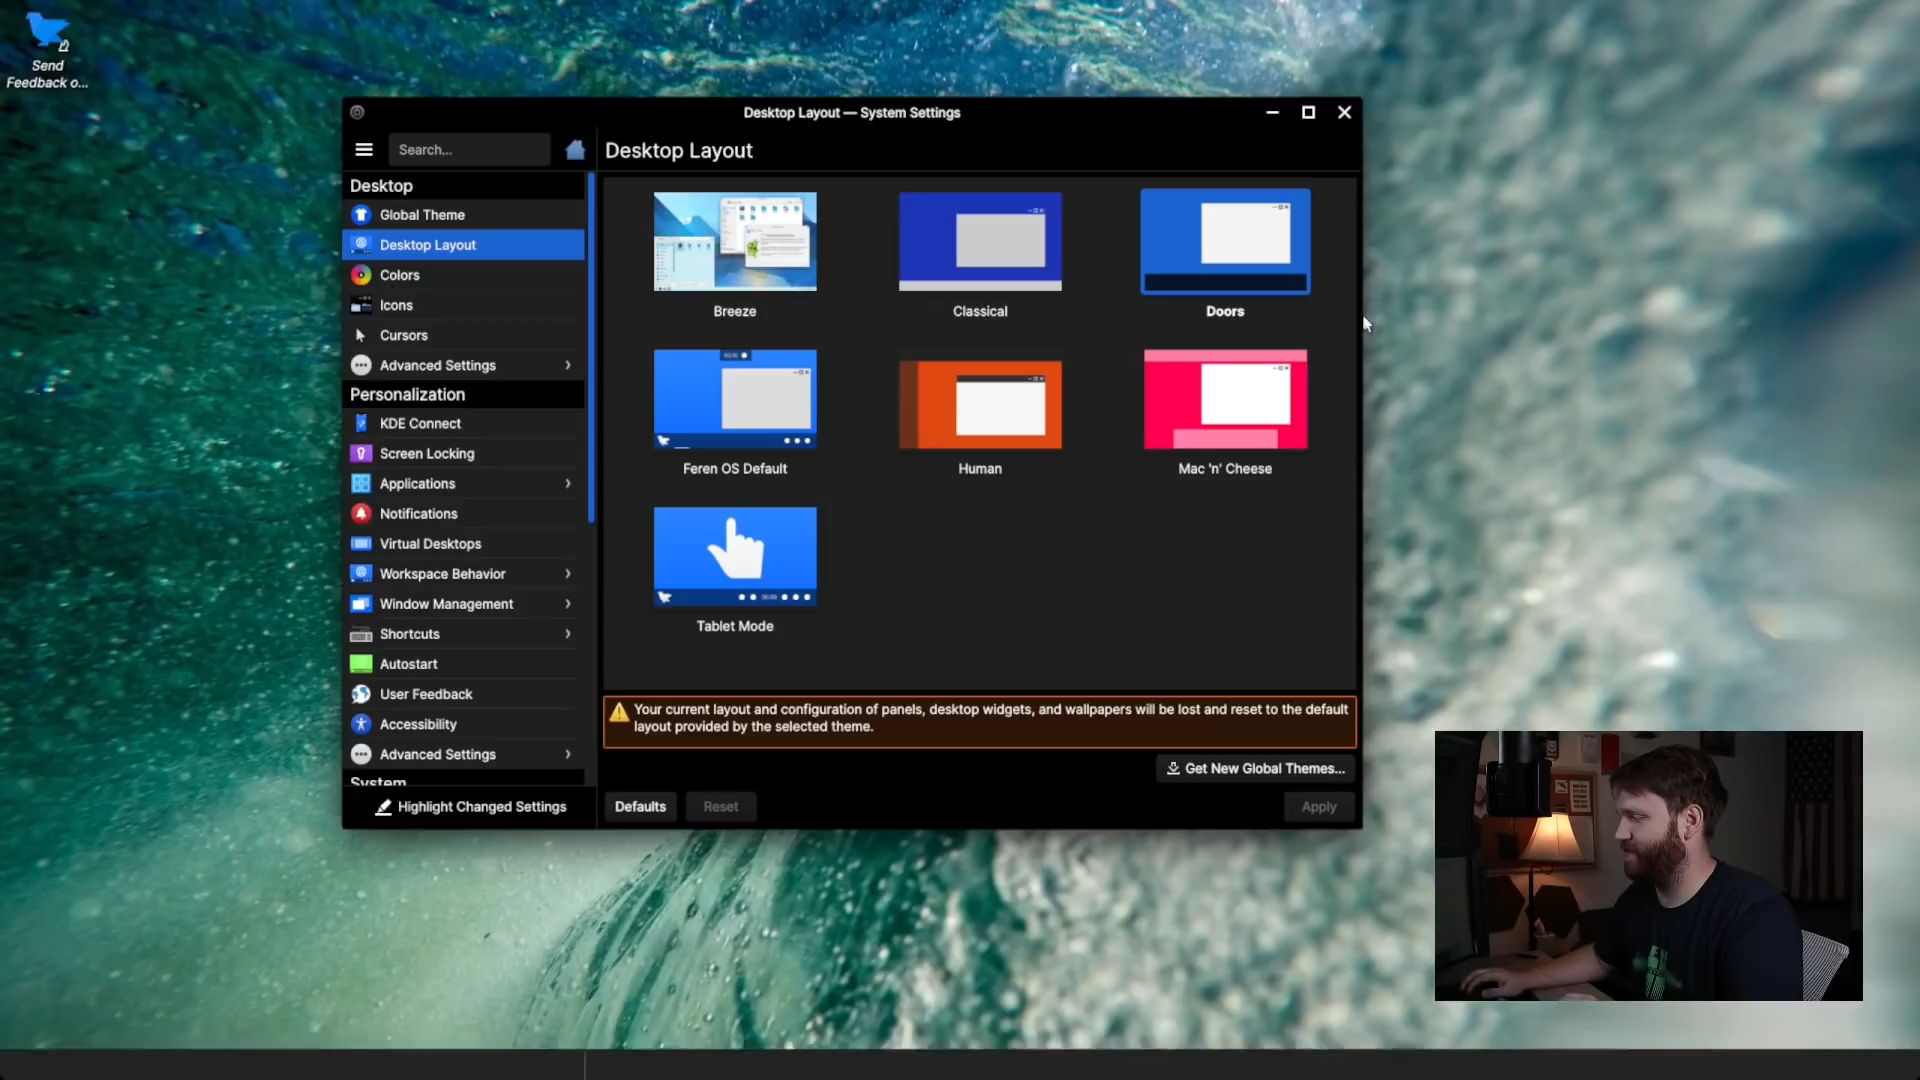 Send
Feedback o...
Desktop Layout — System Settings
Search...
Desktop Layout
Desktop
Global Theme
Desktop Layout
Colors
Icons
Cursors
Advanced Settings
Personalization
KDE Connect
Screen Locking
Applications
Notifications
Virtual Desktops
Workspace Behavior
Window Management
Shortcuts
Autostart
User Feedback
Accessibility
Advanced Settings
System
Highlight Changed Settings
Breeze
Classical
Doors
Feren OS Default
Human
Mac 'n' Cheese
Tablet Mode
Your current layout and configuration of panels, desktop widgets, and wallpapers will be lost and reset to the default
layout provided by the selected theme.
Get New Global Themes...
Defaults
Reset
Apply